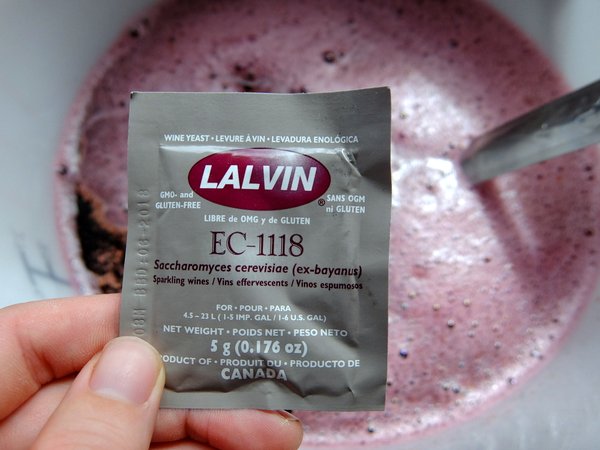 WINE YEAST • LEVURE À VIN • LEVADURA ENOLÓGICA
LALVIN®
GMO- and
GLUTEN-FREE
SANS OGM
ni GLUTEN
LIBRE de OMG y de GLUTEN
EC-1118
Saccharomyces cerevisiae (ex-bayanus)
Sparkling wines / Vins effervescents / Vinos espumosos
FOR • POUR • PARA
4.5 – 23 L ( 1-5 IMP. GAL / 1-6 U.S. GAL)
NET WEIGHT • POIDS NET • PESO NETO
5 g (0.176 oz)
PRODUCT OF • PRODUIT DU • PRODUCTO DE
CANADA